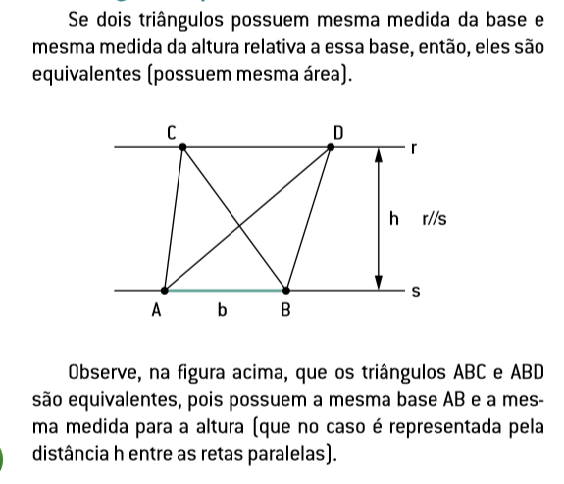 Se dois triângulos possuem mesma medida da base e
mesma medida da altura relativa a essa base, então, eles são
equivalentes (possuem mesma área).
C D
r
h r//s
s
A b B
Observe, na figura acima, que os triângulos ABC e ABD
são equivalentes, pois possuem a mesma base AB e a mes-
ma medida para a altura (que no caso é representada pela
distância h entre as retas paralelas).